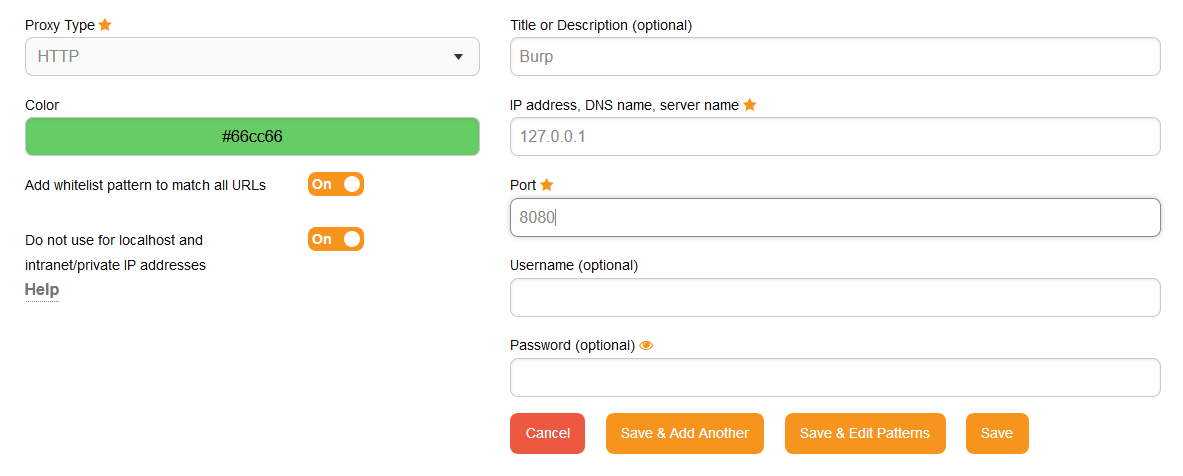 Proxy Type
HTTP
Color
#66cc66
Add whitelist pattern to match all URLs
On
Do not use for localhost and
intranet/private IP addresses
On
Help
Title or Description (optional)
Burp
IP address, DNS name, server name
127.0.0.1
Port
8080
Username (optional)
Password (optional)
Cancel
Save & Add Another
Save & Edit Patterns
Save